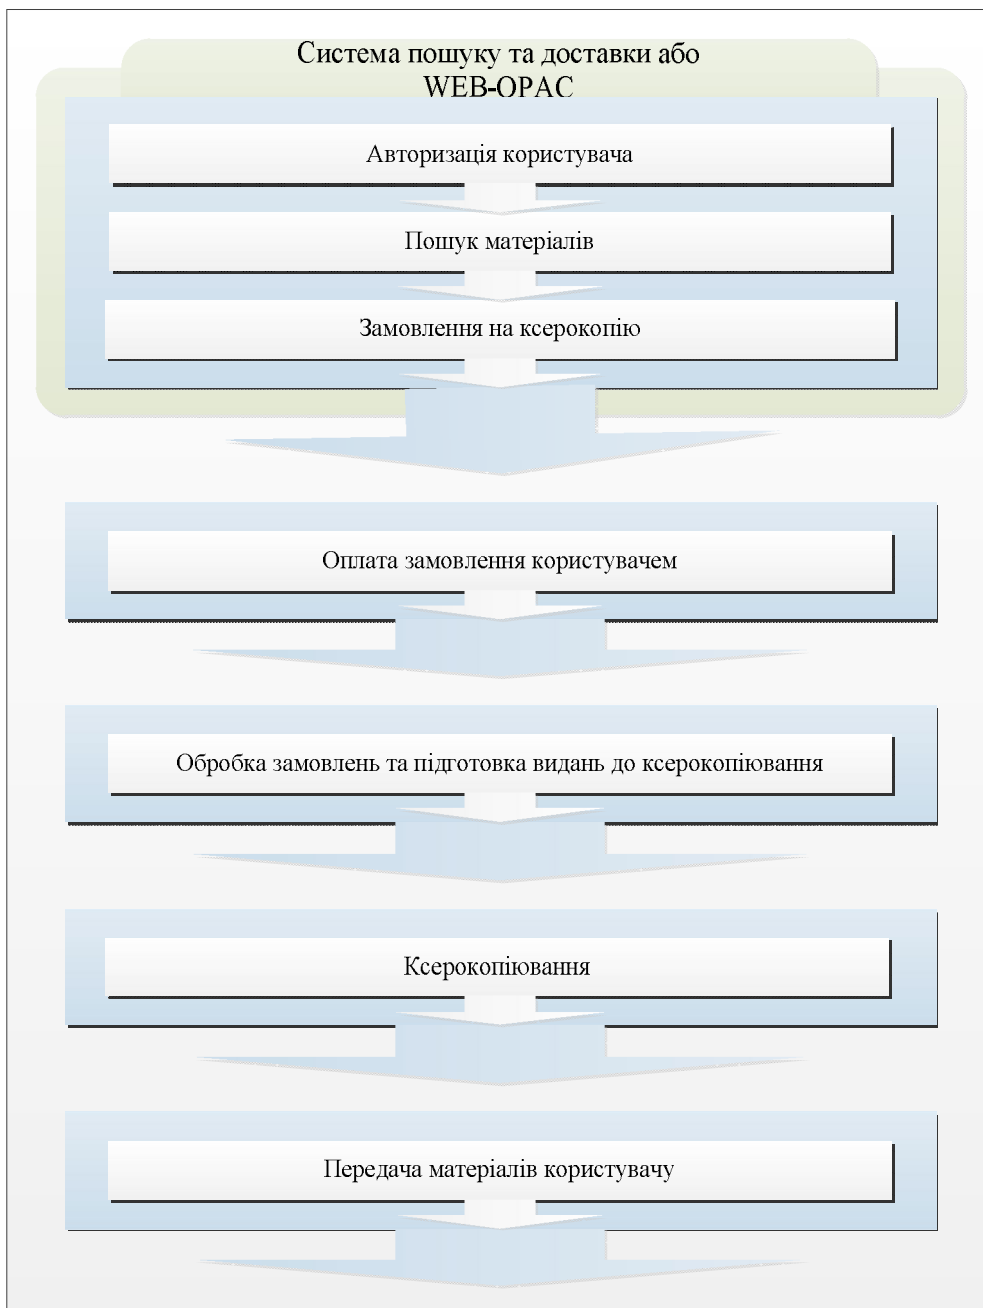 Система пошуку та доставки або
WEB-OPAC
Авторизація користувача
Пошук матеріалів
Замовлення на ксерокопію
Оплата замовлення користувачем
Обробка замовлень та підготовка видань до ксерокопіювання
Ксерокопіювання
Передача матеріалів користувачу